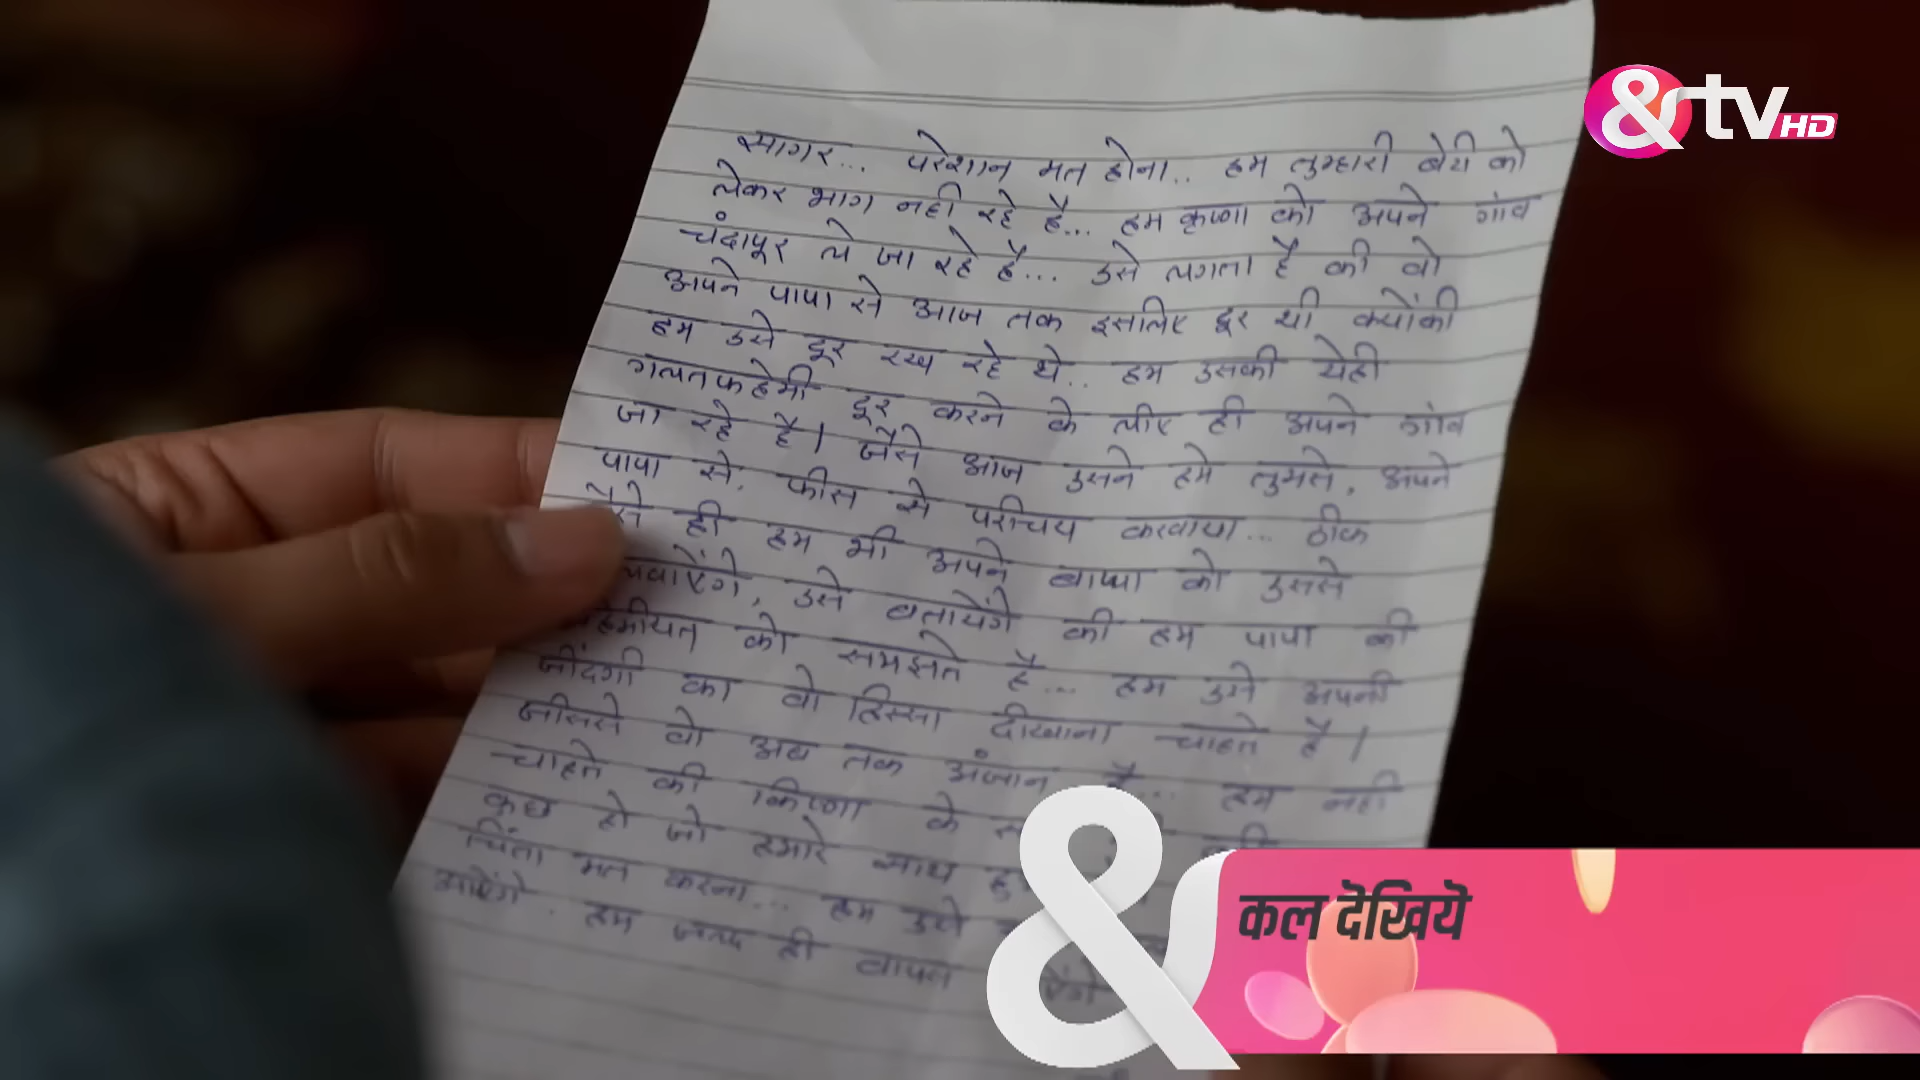 सागर... परेशान मत होना.. हम तुम्हारी बेटी को
लेकर भाग नही रहे है... हम कृष्णा को अपने गांव
चंदापूर ले जा रहे है... उसे लगता है की वो
अपने पापा से आज तक इसलिए दूर थी क्योंकी
हम उसे दूर रख रहे थे.. हम उसकी येही
गलतफहेमी दूर करने के लीए ही अपने गांव
जा रहे है। जैसे आज उसने हमे तुमसे, अपने
पापा से, फीस से परीचय करवाया... ठीक
ही हम भी अपने बाप्पा को उससे
उसे बतायेंगे की हम पापा की
को समझते है... हम उसे अपनी
जींदगी का वो हिस्सा दीखाना चाहते है।
जीससे वो अब तक अंजान है... हम नही
चाहते की क्रिष्णा के
कुछ हो जो हमारे साथ
चिंता मत करना... हम उसे
आयेंगे. हम जल्द ही वापस
&tv HD
&
कल देखिये